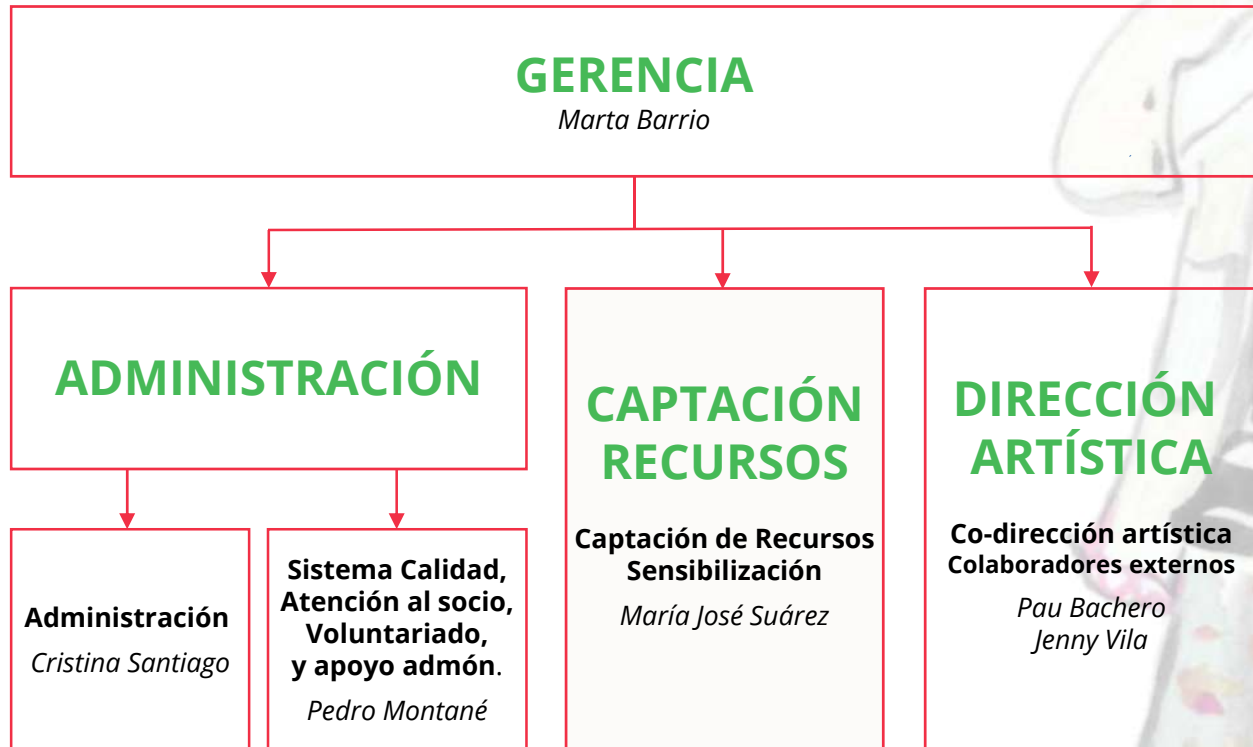 GERENCIA
Marta Barrio
ADMINISTRACIÓN
Administración
Cristina Santiago
Sistema Calidad,
Atención al socio,
Voluntariado,
y apoyo admón.
Pedro Montané
CAPTACIÓN
RECURSOS
Captación de Recursos
Sensibilización
María José Suárez
DIRECCIÓN
ARTÍSTICA
Co-dirección artística
Colaboradores externos
Pau Bachero
Jenny Vila